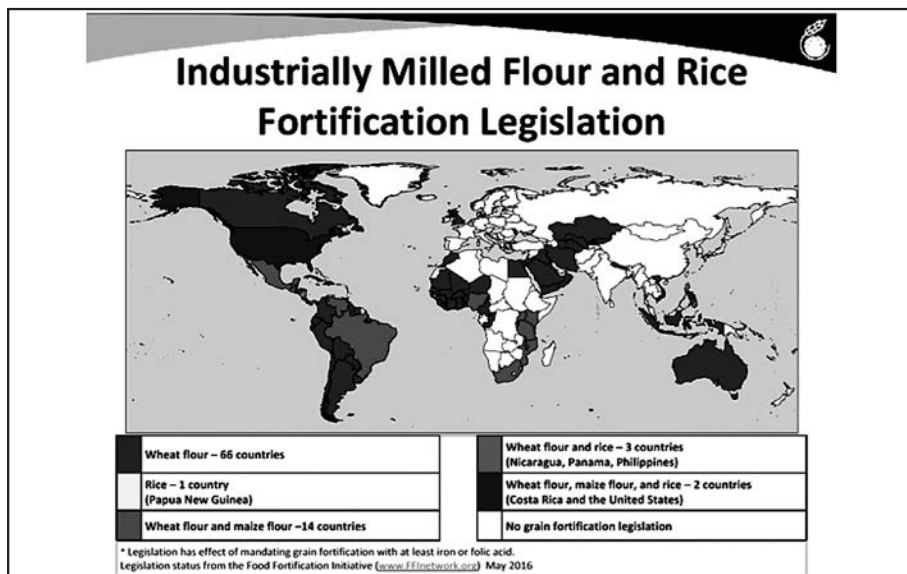 Industrially Milled Flour and Rice
Fortification Legislation
Wheat flour – 66 countries
Rice – 1 country
(Papua New Guinea)
Wheat flour and maize flour –14 countries
Wheat flour and rice – 3 countries
(Nicaragua, Panama, Philippines)
Wheat flour, maize flour, and rice – 2 countries
(Costa Rica and the United States)
No grain fortification legislation
* Legislation has effect of mandating grain fortification with at least iron or folic acid.
Legislation status from the Food Fortification Initiative (www.FFInetwork.org) May 2016